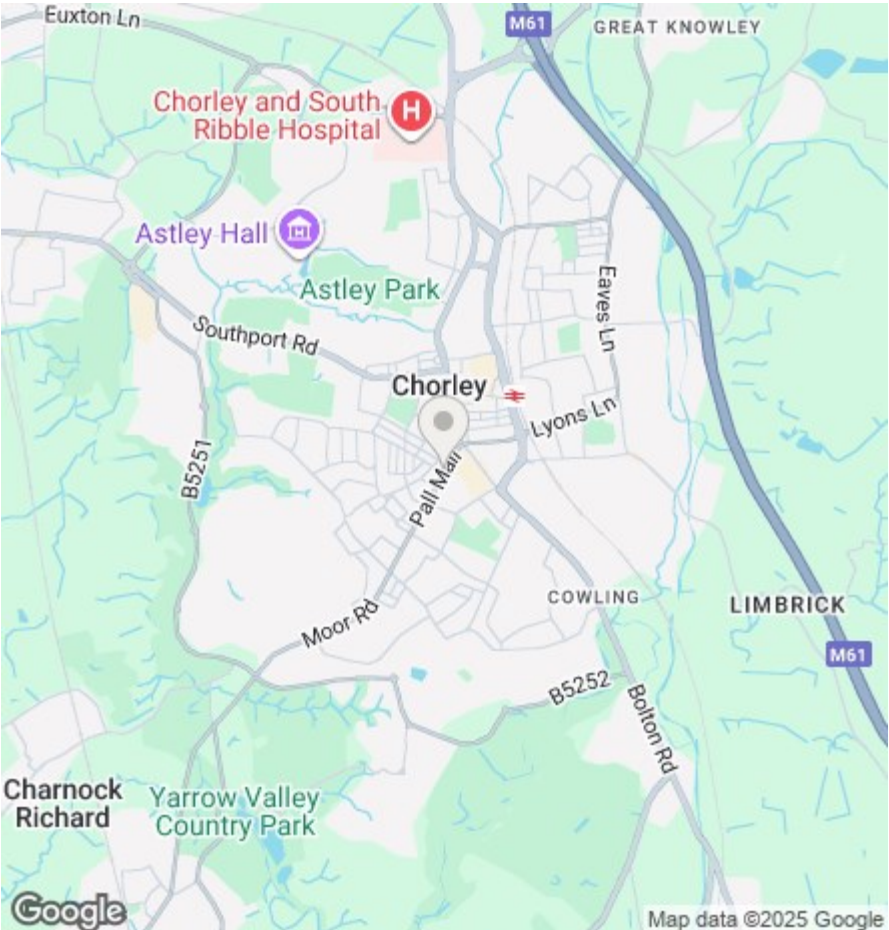 Euxton Ln
M61
GREAT KNOWLEY
Chorley and South
Ribble Hospital
H
Astley Hall
Astley Park
Eaves Ln
Southport Rd
Chorley
Lyons Ln
B5251
Pall Mall
COWLING
LIMBRICK
Moor Rd
M61
B5252
Bolton Rd
Charnock
Richard
Yarrow Valley
Country Park
Google
Map data ©2025 Google